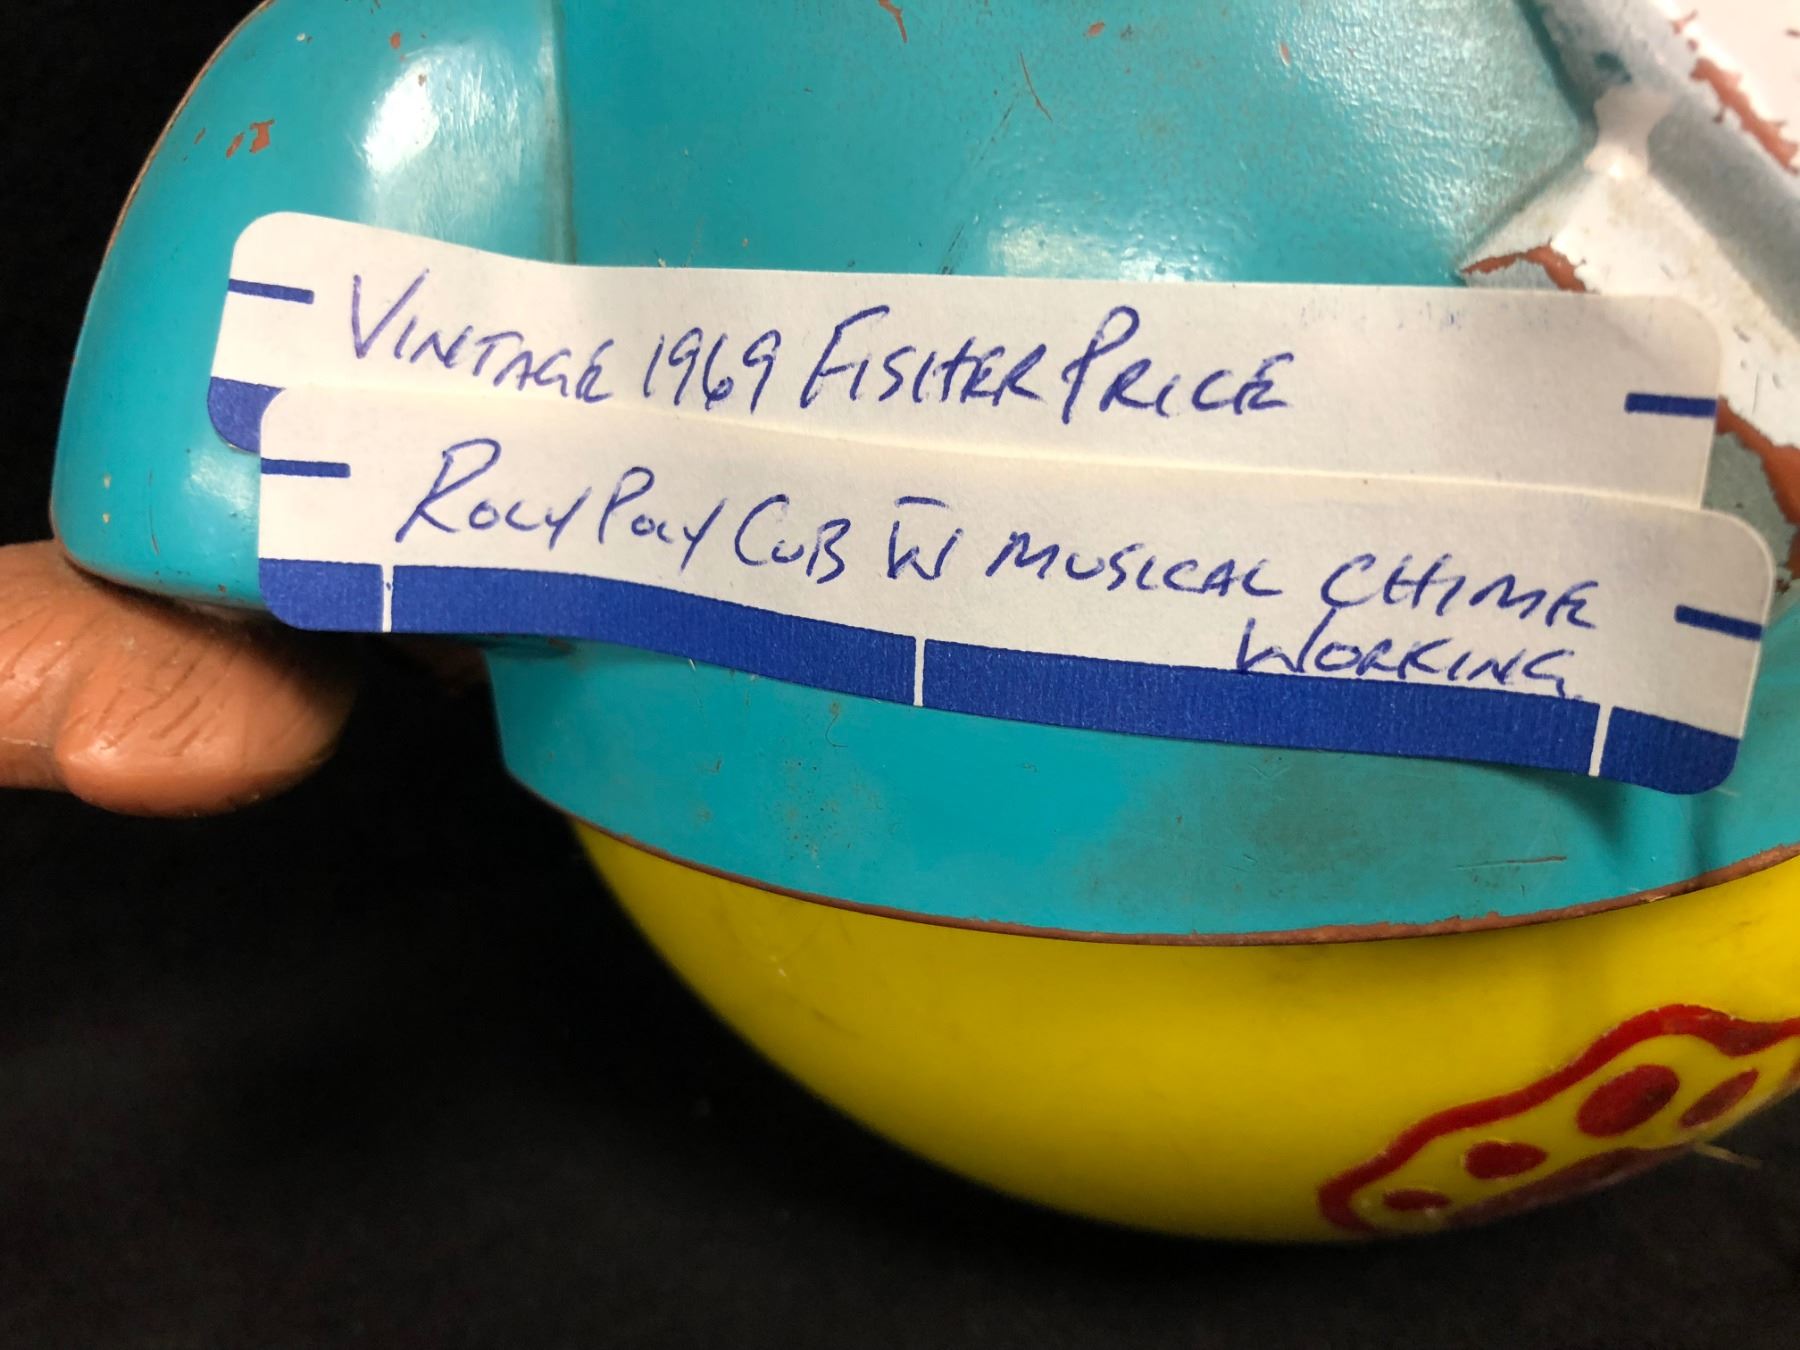 VINTAGE 1969 FISHER PRICE
ROLY POLY CUB W̅ MUSICAL CHIME
WORKING